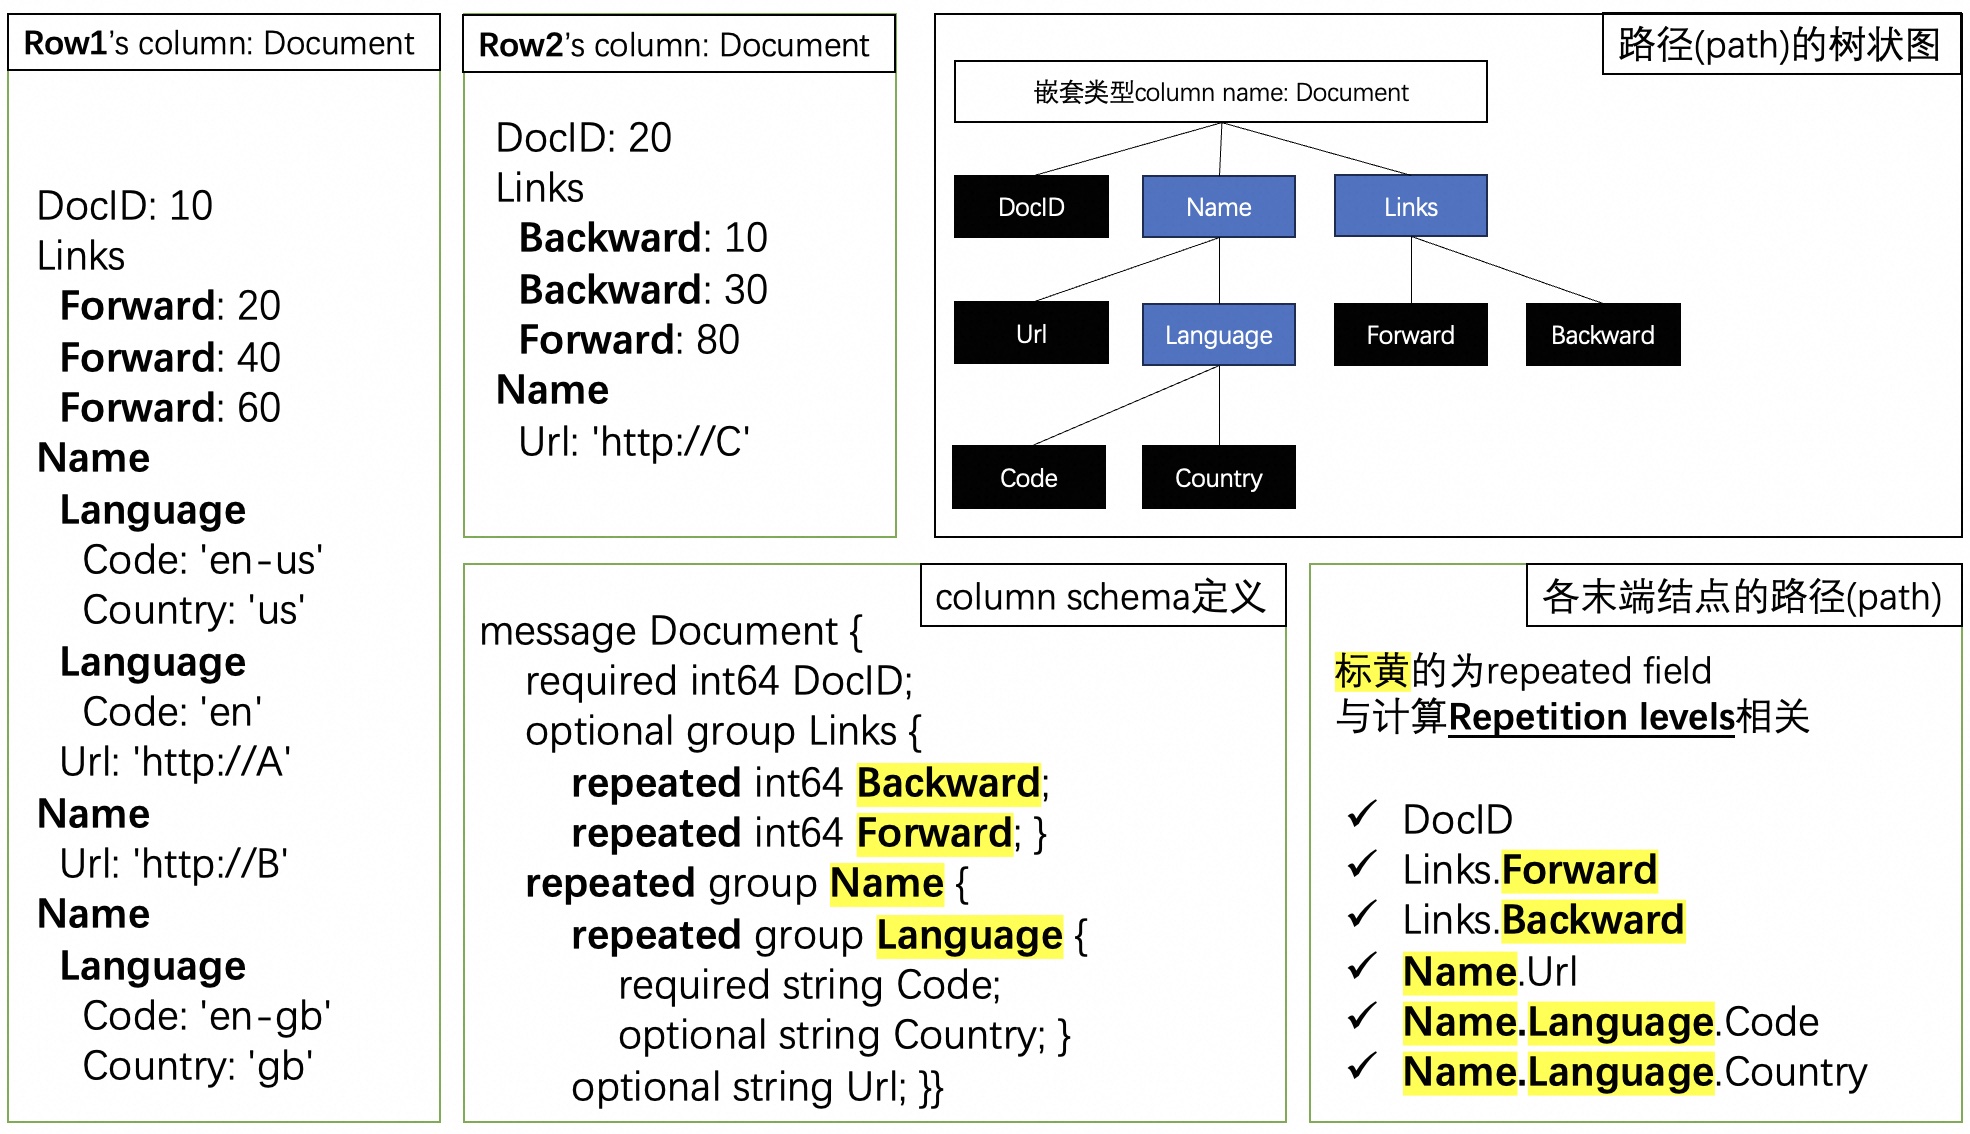 Row1's column: Document
DocID: 10
Links
Forward: 20
Forward: 40
Forward: 60
Name
Language
Code: 'en-us'
Country: 'us'
Language
Code: 'en'
Url: 'http://A'
Name
Url: 'http://B'
Name
Language
Code: 'en-gb'
Country: 'gb'
Row2's column: Document
DocID: 20
Links
Backward: 10
Backward: 30
Forward: 80
Name
Url: 'http://C'
路径(path)的树状图
嵌套类型column name: Document
DocID
Name
Links
Url
Language
Forward
Backward
Code
Country
column schema定义
message Document {
required int64 DocID;
optional group Links {
repeated int64 Backward;
repeated int64 Forward; }
repeated group Name {
repeated group Language {
required string Code;
optional string Country; }
optional string Url; }}
各末端结点的路径(path)
标黄的为repeated field
与计算Repetition levels相关
✓ DocID
✓ Links.Forward
✓ Links.Backward
✓ Name.Url
✓ Name.Language.Code
✓ Name.Language.Country